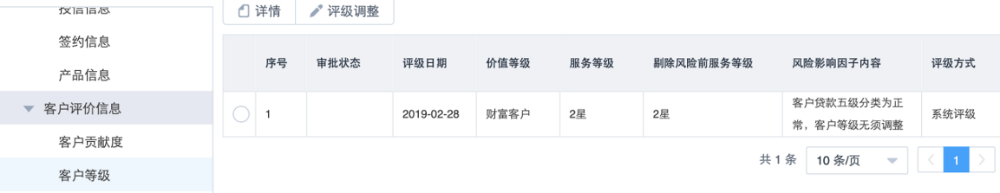 授信信息
签约信息
产品信息
客户评价信息
客户贡献度
客户等级
详情 评级调整
序号 审批状态 评级日期 价值等级 服务等级 剔除风险前服务等级 风险影响因子内容 评级方式
1 2019-02-28 财富客户 2星 2星 客户贷款五级分类为正 系统评级
常，客户等级无须调整
共 1 条 10 条/页 1